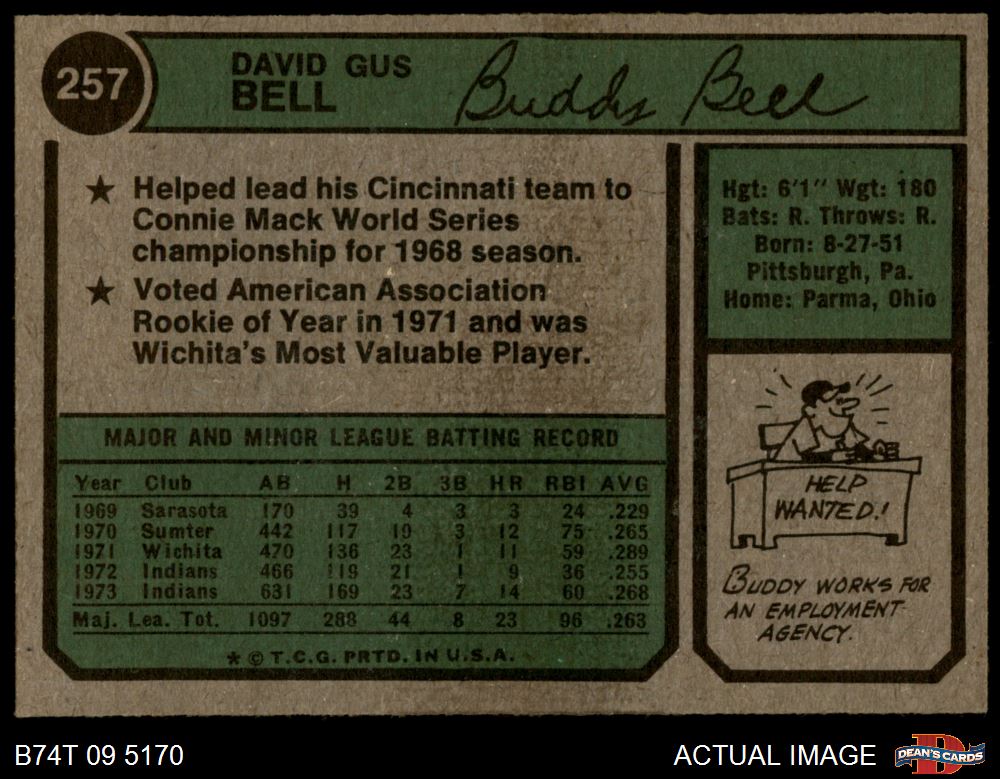 257
DAVID GUS
BELL
Buddy Bell
★ Helped lead his Cincinnati team to
Connie Mack World Series
championship for 1968 season.
★ Voted American Association
Rookie of Year in 1971 and was
Wichita's Most Valuable Player.
Hgt: 6'1" Wgt: 180
Bats: R. Throws: R.
Born: 8-27-51
Pittsburgh, Pa.
Home: Parma, Ohio
MAJOR AND MINOR LEAGUE BATTING RECORD
Year Club AB H 2B 3B HR RBI AVG
1969 Sarasota 170 39 4 3 3 24 .229
1970 Sumter 442 117 19 3 12 75 .265
1971 Wichita 470 136 23 1 11 59 .289
1972 Indians 466 119 21 1 9 36 .255
1973 Indians 631 169 23 7 14 60 .268
Maj. Lea. Tot. 1097 288 44 8 23 96 .263
* © T.C.G. PRTD. IN U.S.A.
HELP
WANTED!
BUDDY WORKS FOR
AN EMPLOYMENT
AGENCY.
B74T 09 5170
ACTUAL IMAGE
DEAN'S CARDS